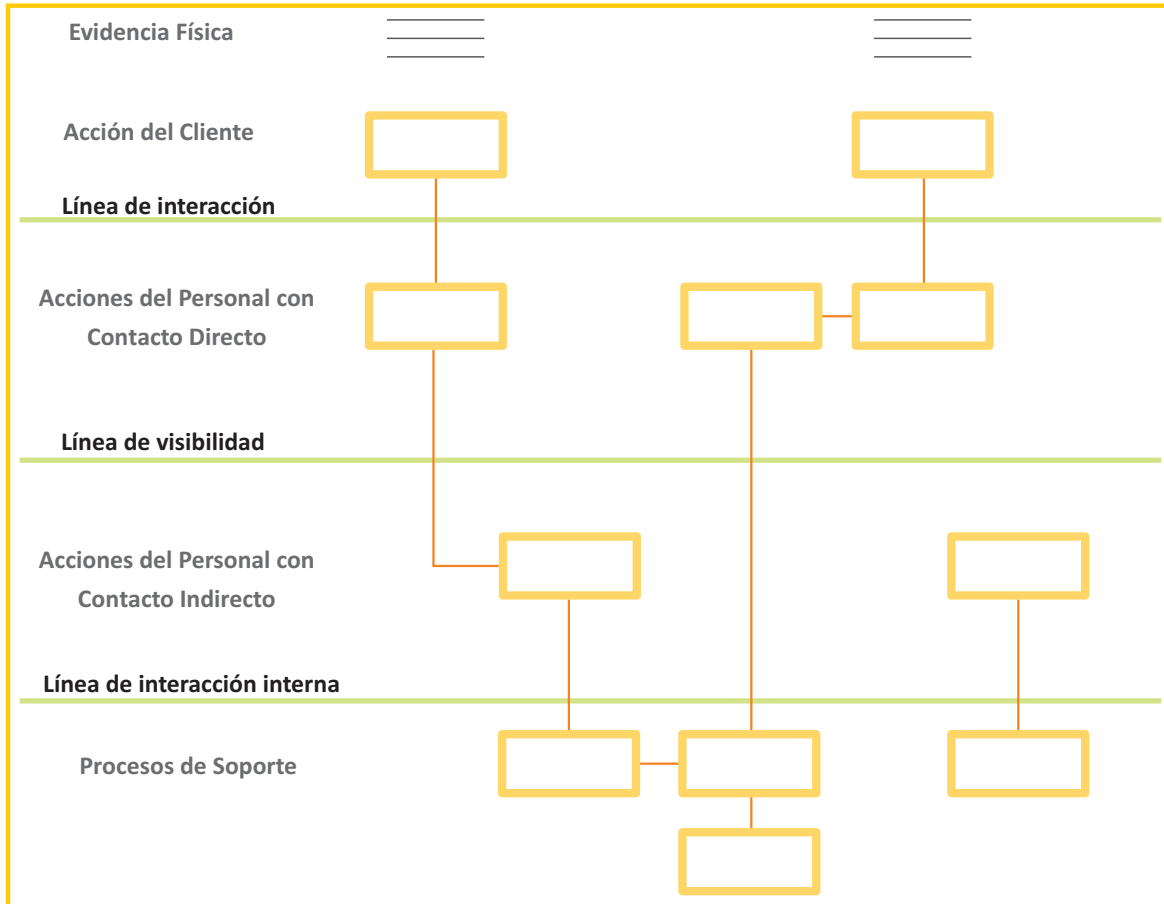 Evidencia Física
Acción del Cliente
Línea de interacción
Acciones del Personal con
Contacto Directo
Línea de visibilidad
Acciones del Personal con
Contacto Indirecto
Línea de interacción interna
Procesos de Soporte